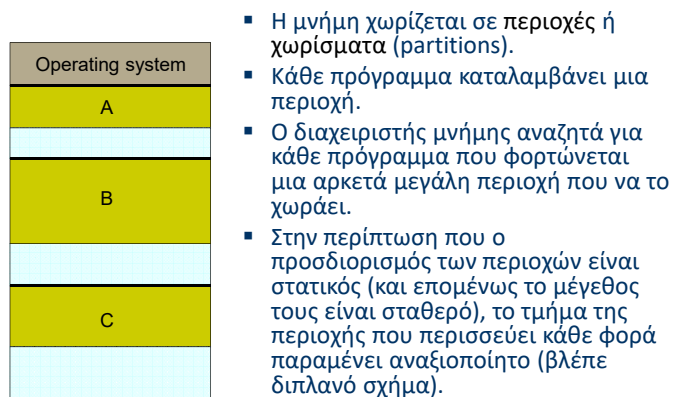 Operating system
A
B
C
▪ Η μνήμη χωρίζεται σε περιοχές ή
χωρίσματα (partitions).
▪ Κάθε πρόγραμμα καταλαμβάνει μια
περιοχή.
▪ Ο διαχειριστής μνήμης αναζητά για
κάθε πρόγραμμα που φορτώνεται
μια αρκετά μεγάλη περιοχή που να το
χωράει.
▪ Στην περίπτωση που ο
προσδιορισμός των περιοχών είναι
στατικός (και επομένως το μέγεθος
τους είναι σταθερό), το τμήμα της
περιοχής που περισσεύει κάθε φορά
παραμένει αναξιοποίητο (βλέπε
διπλανό σχήμα).